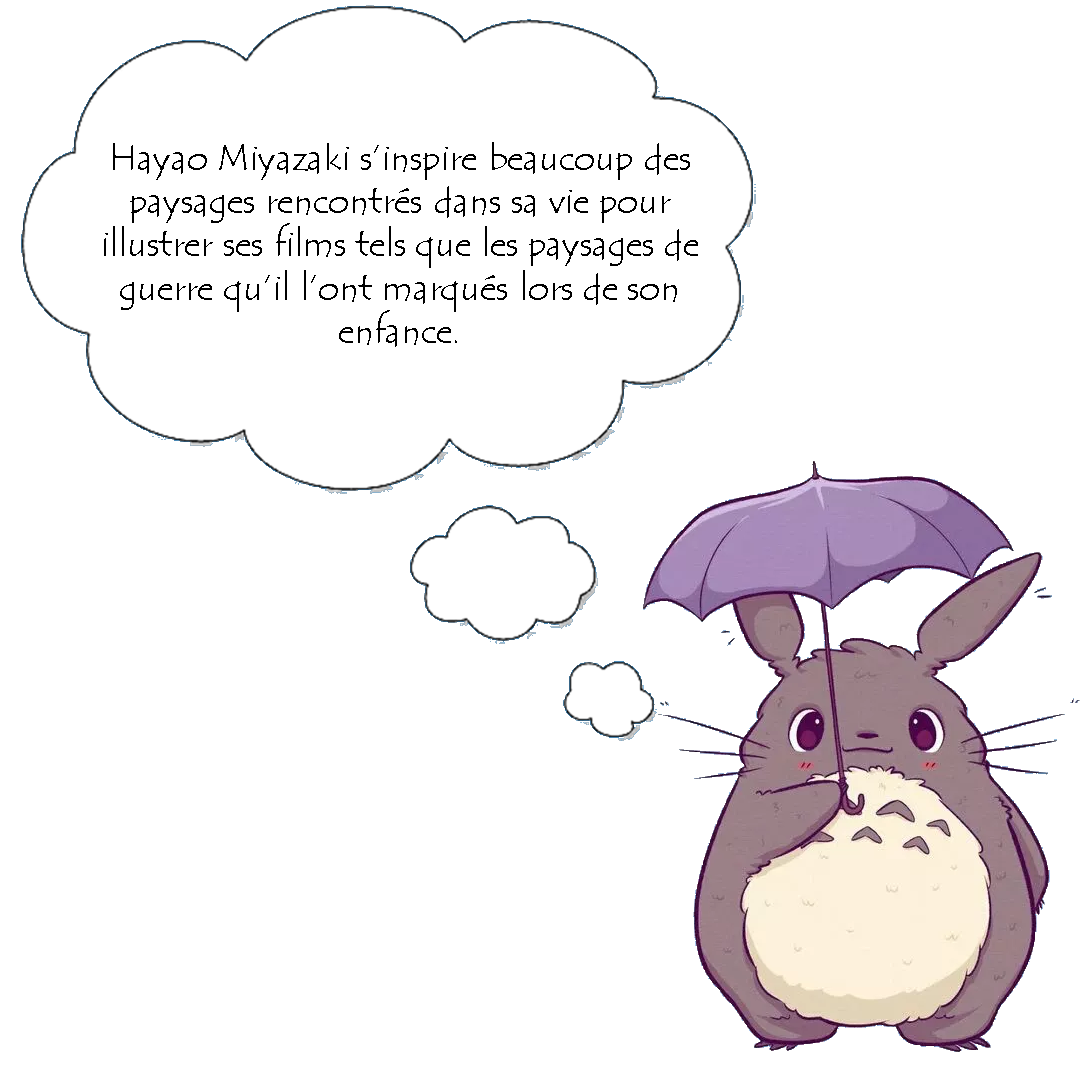 Hayao Miyazaki s'inspire beaucoup des
paysages rencontrés dans sa vie pour
illustrer ses films tels que les paysages de
guerre qu'il l'ont marqués lors de son
enfance.